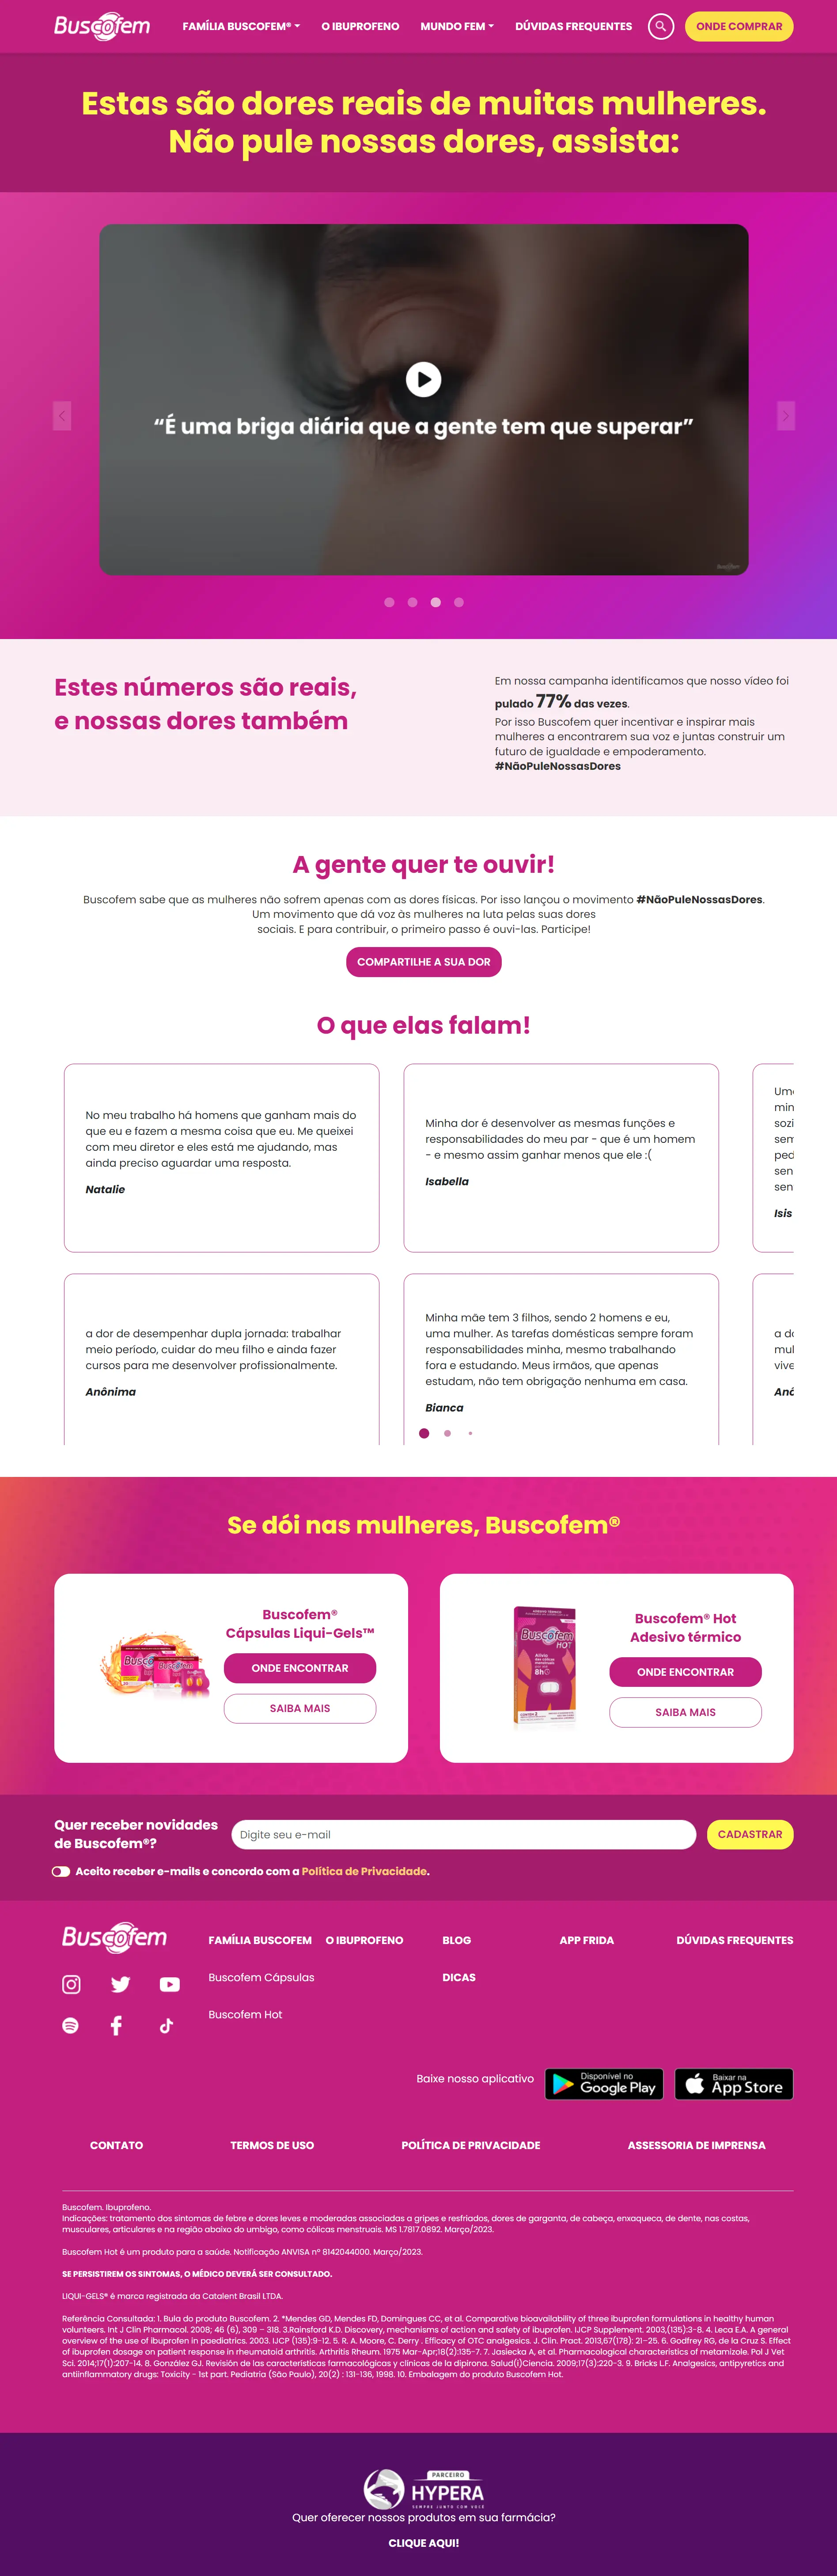 Buscofem
FAMÍLIA BUSCOFEM®
O IBUPROFENO
MUNDO FEM
DÚVIDAS FREQUENTES
ONDE COMPRAR
Estas são dores reais de muitas mulheres.
Não pule nossas dores, assista:
“É uma briga diária que a gente tem que superar”
Buscofem
Estes números são reais,
e nossas dores também
Em nossa campanha identificamos que nosso vídeo foi
pulado 77% das vezes.
Por isso Buscofem quer incentivar e inspirar mais
mulheres a encontrarem sua voz e juntas construir um
futuro de igualdade e empoderamento.
#NãoPuleNossasDores
A gente quer te ouvir!
Buscofem sabe que as mulheres não sofrem apenas com as dores físicas. Por isso lançou o movimento #NãoPuleNossasDores.
Um movimento que dá voz às mulheres na luta pelas suas dores
sociais. E para contribuir, o primeiro passo é ouvi-las. Participe!
COMPARTILHE A SUA DOR
O que elas falam!
No meu trabalho há homens que ganham mais do
que eu e fazem a mesma coisa que eu. Me queixei
com meu diretor e eles está me ajudando, mas
ainda preciso aguardar uma resposta.
Natalie
Minha dor é desenvolver as mesmas funções e
responsabilidades do meu par - que é um homem
- e mesmo assim ganhar menos que ele :(
Isabella
min
sozi
sem
ped
sen
sen
Isis
a dor de desempenhar dupla jornada: trabalhar
meio período, cuidar do meu filho e ainda fazer
cursos para me desenvolver profissionalmente.
Anônima
Minha mãe tem 3 filhos, sendo 2 homens e eu,
uma mulher. As tarefas domésticas sempre foram
responsabilidades minha, mesmo trabalhando
fora e estudando. Meus irmãos, que apenas
estudam, não tem obrigação nenhuma em casa.
Bianca
a do
mul
vive
Anô
Se dói nas mulheres, Buscofem®
Buscofem®
Cápsulas Liqui-Gels™
ONDE ENCONTRAR
SAIBA MAIS
Buscofem
HOT
8h
Buscofem® Hot
Adesivo térmico
ONDE ENCONTRAR
SAIBA MAIS
Quer receber novidades
de Buscofem®?
Digite seu e-mail
CADASTRAR
Aceito receber e-mails e concordo com a Política de Privacidade.
Buscofem
FAMÍLIA BUSCOFEM
O IBUPROFENO
BLOG
APP FRIDA
DÚVIDAS FREQUENTES
Buscofem Cápsulas
DICAS
Buscofem Hot
Baixe nosso aplicativo
Disponível no
Google Play
Baixar na
App Store
CONTATO
TERMOS DE USO
POLÍTICA DE PRIVACIDADE
ASSESSORIA DE IMPRENSA
Buscofem. Ibuprofeno.
Indicações: tratamento dos sintomas de febre e dores leves e moderadas associadas a gripes e resfriados, dores de garganta, de cabeça, enxaqueca, de dente, nas costas,
musculares, articulares e na região abaixo do umbigo, como cólicas menstruais. MS 1.7817.0892. Março/2023.
Buscofem Hot é um produto para a saúde. Notificação ANVISA nº 8142044000. Março/2023.
SE PERSISTIREM OS SINTOMAS, O MÉDICO DEVERÁ SER CONSULTADO.
LIQUI-GELS® é marca registrada da Catalent Brasil LTDA.
Referência Consultada: 1. Bula do produto Buscofem. 2. *Mendes GD, Mendes FD, Domingues CC, et al. Comparative bioavailability of three ibuprofen formulations in healthy human
volunteers. Int J Clin Pharmacol. 2008; 46 (6), 309 – 318. 3.Rainsford K.D. Discovery, mechanisms of action and safety of ibuprofen. IJCP Supplement. 2003,(135):3-8. 4. Leca E.A. A general
overview of the use of ibuprofen in poediatrics. 2003. IJCP (135):9-12. 5. R. A. Moore, C. Derry . Efficacy of OTC analgesics. J. Clin. Pract. 2013,67(178): 21–25. 6. Godfrey RG, de la Cruz S. Effect
of ibuprofen dosage on patient response in rheumatoid arthritis. Arthritis Rheum. 1975 Mar-Apr;18(2):135-7. 7. Jasiecka A, et al. Pharmacological characteristics of metamizole. Pol J Vet
Sci. 2014;17(1):207-14. 8. González GJ. Revisión de las características farmacológicas y clínicas de la dipirona. Salud(i)Ciencia. 2009;17(3):220-3. 9. Bricks L.F. Analgesics, antipyretics and
antiinflammatory drugs: Toxicity - 1st part. Pediatria (São Paulo), 20(2) : 131-136, 1998. 10. Embalagem do produto Buscofem Hot.
PARCEIRO
HYPERA
SEMPRE JUNTO COM VOCÊ
Quer oferecer nossos produtos em sua farmácia?
CLIQUE AQUI!